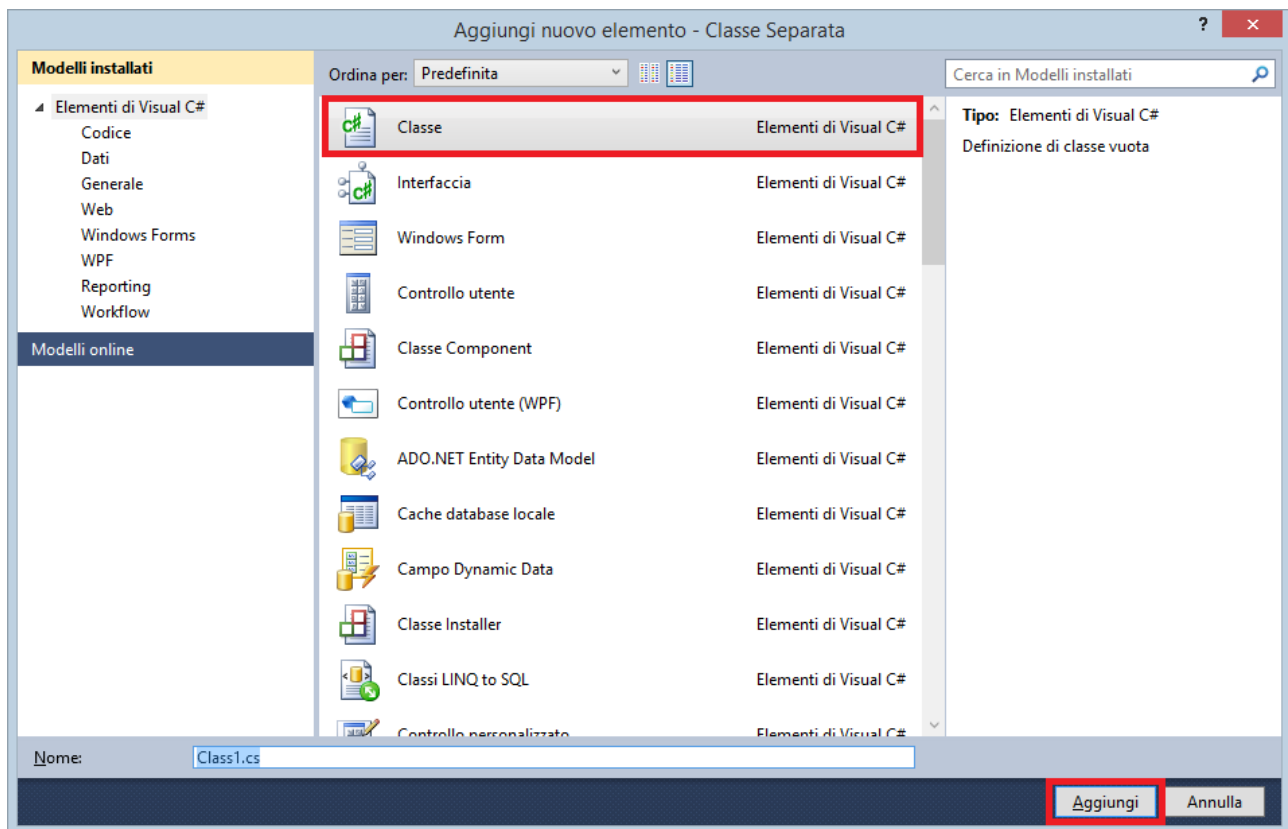 Aggiungi nuovo elemento - Classe Separata
?
Modelli installati
Ordina per: Predefinita
Cerca in Modelli installati
Elementi di Visual C#
Codice
Dati
Generale
Web
Windows Forms
WPF
Reporting
Workflow
Modelli online
Classe Elementi di Visual C#
Interfaccia Elementi di Visual C#
Windows Form Elementi di Visual C#
Controllo utente Elementi di Visual C#
Classe Component Elementi di Visual C#
Controllo utente (WPF) Elementi di Visual C#
ADO.NET Entity Data Model Elementi di Visual C#
Cache database locale Elementi di Visual C#
Campo Dynamic Data Elementi di Visual C#
Classe Installer Elementi di Visual C#
Classi LINQ to SQL Elementi di Visual C#
Controllo personalizzato Elementi di Visual C#
Tipo: Elementi di Visual C#
Definizione di classe vuota
Nome: Class1.cs
Aggiungi Annulla